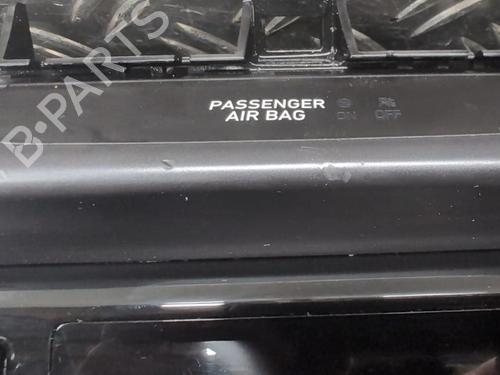 PASSENGER
AIR BAG ON OFF
B-PARTS